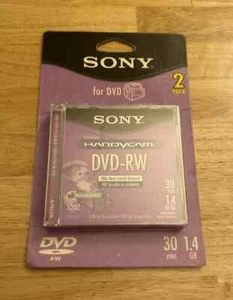 SONY
for DVD
2
PACK
SONY
HANDYCAM
DVD-RW
30
1.4
DVD
RW
30 1.4
min. GB